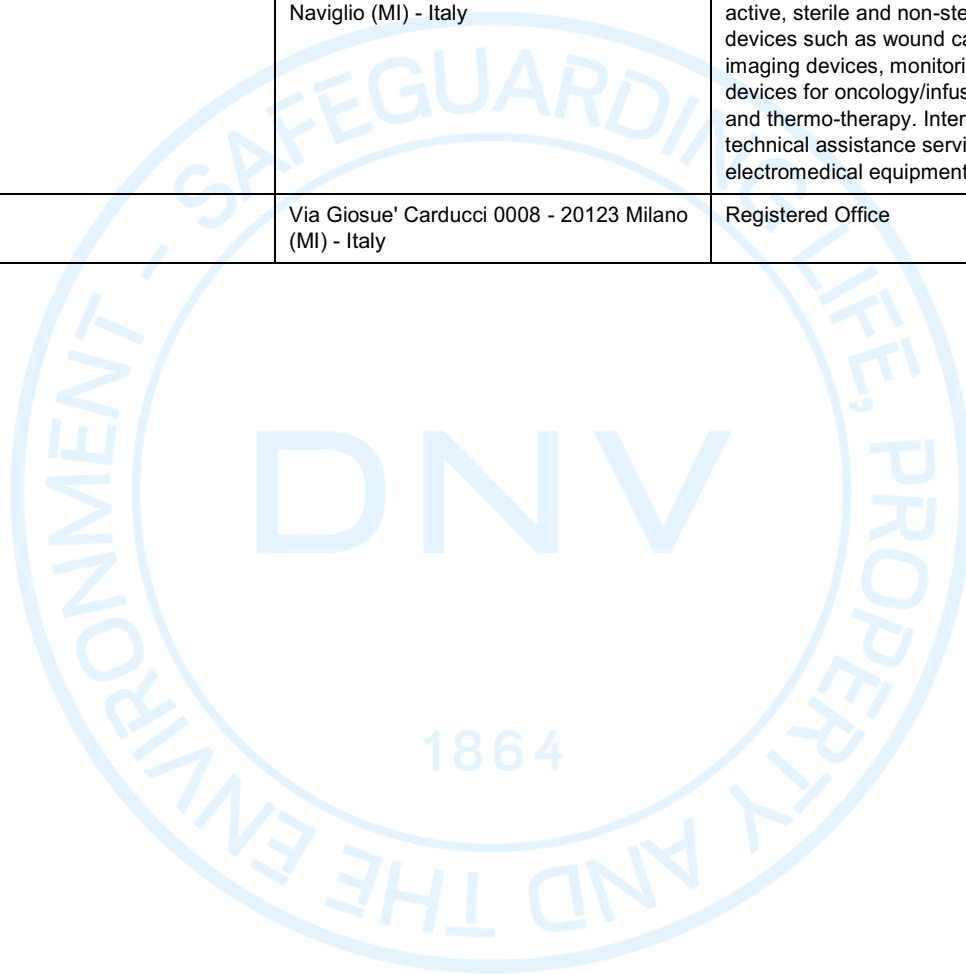 Naviglio (MI) - Italy
active, sterile and non-ste
devices such as wound ca
imaging devices, monitori
devices for oncology/infus
and thermo-therapy. Inter
technical assistance servi
electromedical equipment
Via Giosue' Carducci 0008 - 20123 Milano
(MI) - Italy
Registered Office
SAFEGUARDING LIFE, PROPERTY AND THE ENVIRONMENT -
DNV
1864